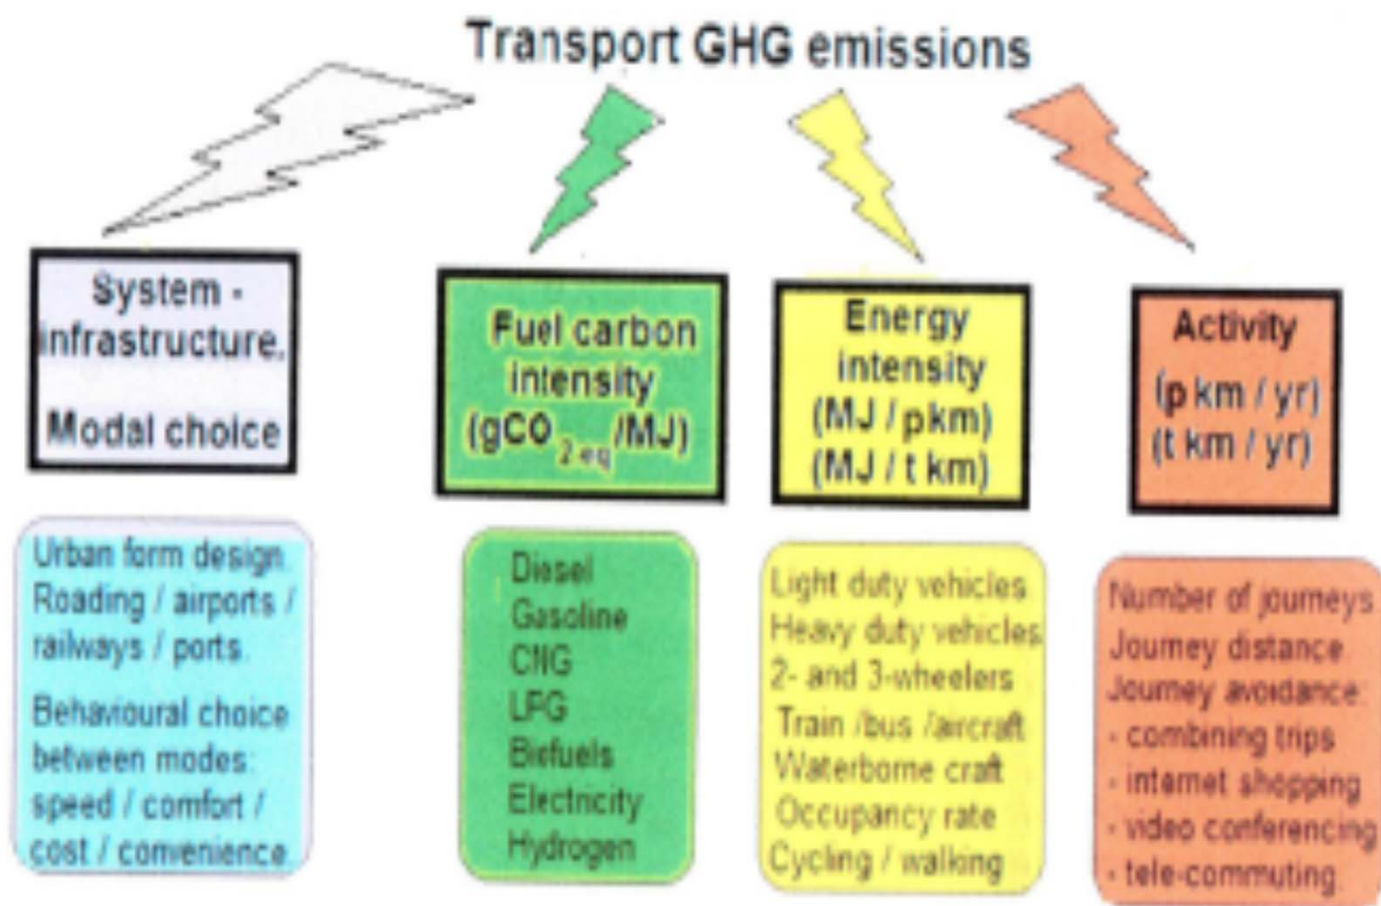 Transport GHG emissions
System -
infrastructure.
Modal choice
Fuel carbon
intensity
(gCO2-eq/MJ)
Energy
intensity
(MJ / pkm)
(MJ / t km)
Activity
(p km / yr)
(t km / yr)
Urban form design.
Roading / airports /
railways / ports.
Behavioural choice
between modes:
speed / comfort /
cost / convenience.
Diesel
Gasoline
CNG
LPG
Biofuels
Electricity
Hydrogen
Light duty vehicles
Heavy duty vehicles
2- and 3-wheelers
Train /bus /aircraft
Waterborne craft
Occupancy rate
Cycling / walking
Number of journeys
Journey distance.
Journey avoidance:
- combining trips
- internet shopping
- video conferencing
- tele-commuting.